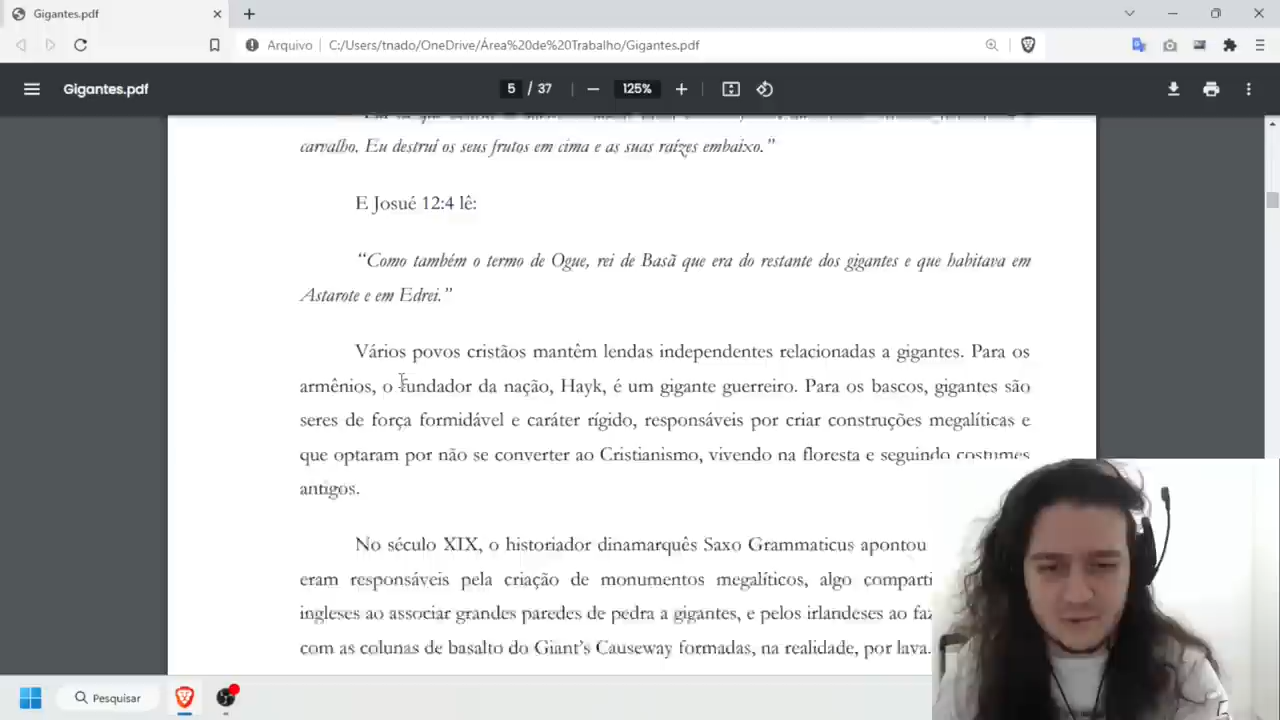 Gigantes.pdf
Arquivo C:/Users/tnado/OneDrive/Área%20de%20Trabalho/Gigantes.pdf
Gigantes.pdf 5 / 37 125%
carvalho. Eu destruí os seus frutos em cima e as suas raízes embaixo.”
E Josué 12:4 lê:
“Como também o termo de Ogue, rei de Basã que era do restante dos gigantes e que habitava em
Astarote e em Edrei.”
Vários povos cristãos mantêm lendas independentes relacionadas a gigantes. Para os
armênios, o fundador da nação, Hayk, é um gigante guerreiro. Para os bascos, gigantes são
seres de força formidável e caráter rígido, responsáveis por criar construções megalíticas e
que optaram por não se converter ao Cristianismo, vivendo na floresta e seguindo costumes
antigos.
No século XIX, o historiador dinamarquês Saxo Grammaticus apontou
eram responsáveis pela criação de monumentos megalíticos, algo comparti
ingleses ao associar grandes paredes de pedra a gigantes, e pelos irlandeses ao faz
com as colunas de basalto do Giant’s Causeway formadas, na realidade, por lava.
Pesquisar